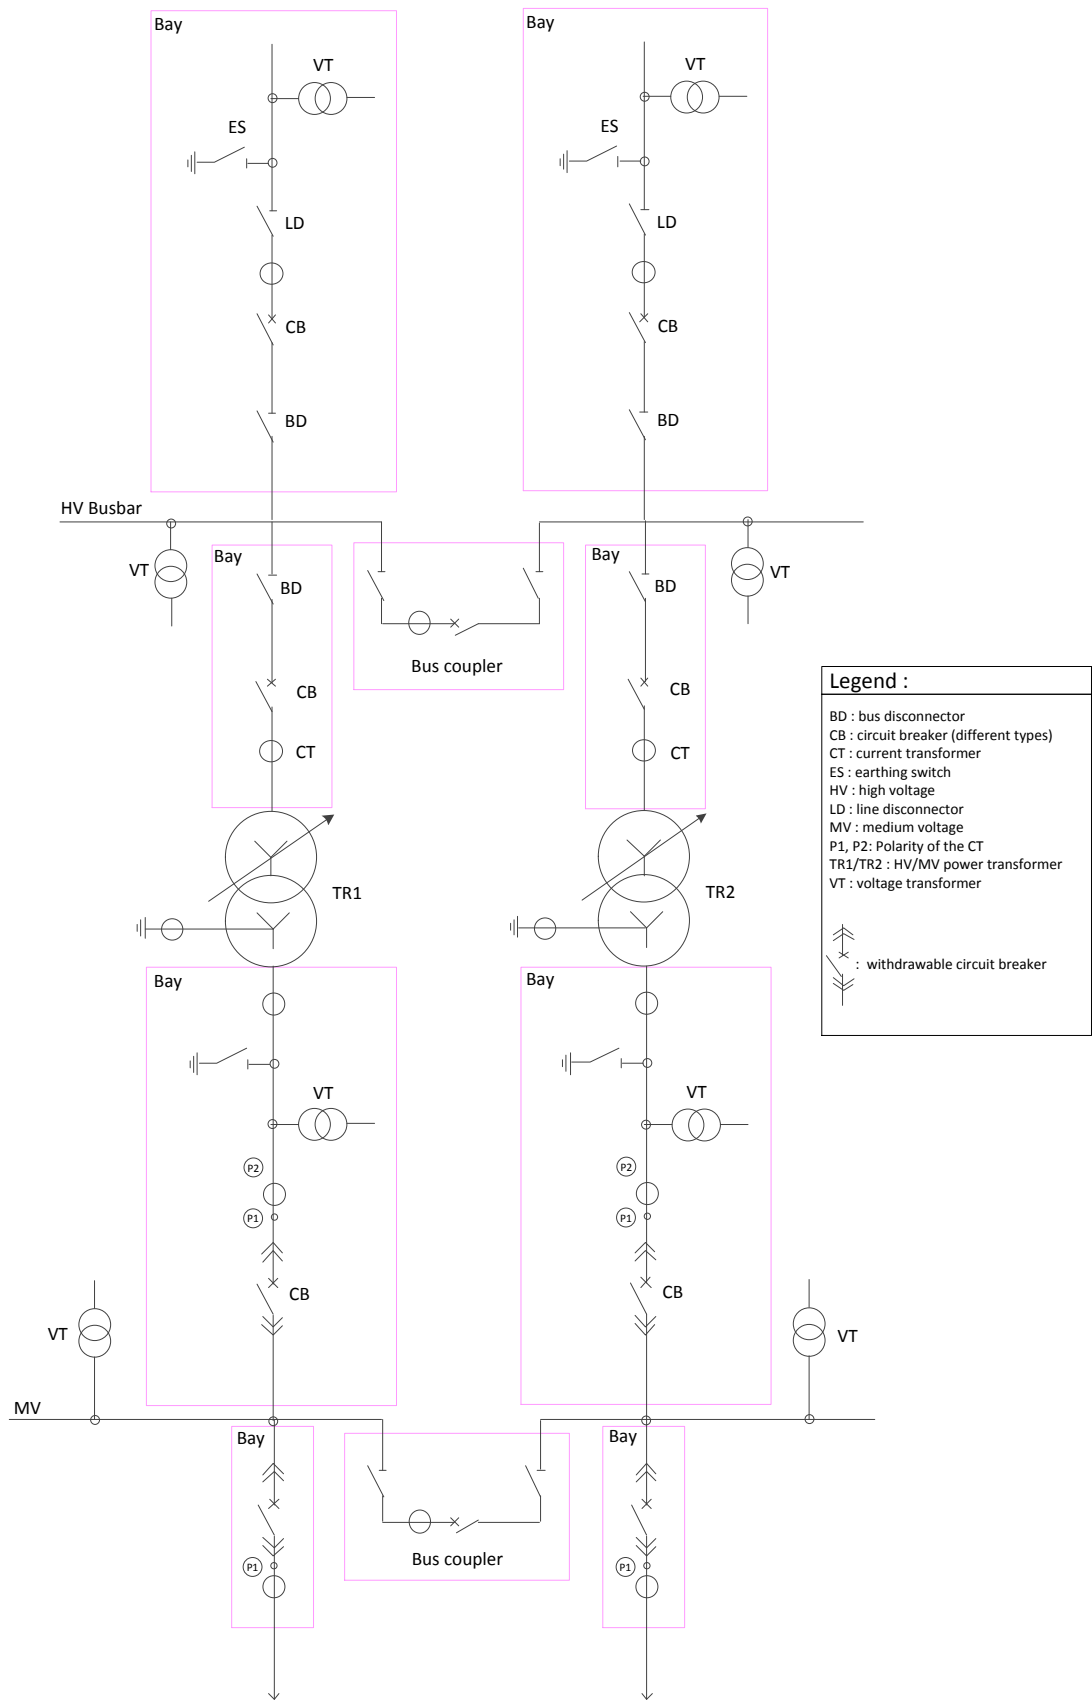 Bay
Bay
VT
VT
ES
ES
LD
LD
CB
CB
BD
BD
HV Busbar
Bay
Bay
VT
VT
BD
BD
Bus coupler
CB
CB
CT
CT
Legend :
BD : bus disconnector
CB : circuit breaker (different types)
CT : current transformer
ES : earthing switch
HV : high voltage
LD : line disconnector
MV : medium voltage
P1, P2: Polarity of the CT
TR1/TR2 : HV/MV power transformer
VT : voltage transformer
: withdrawable circuit breaker
TR1
TR2
Bay
Bay
VT
VT
P2
P2
P1
P1
CB
CB
VT
VT
MV
Bay
Bay
Bus coupler
P1
P1